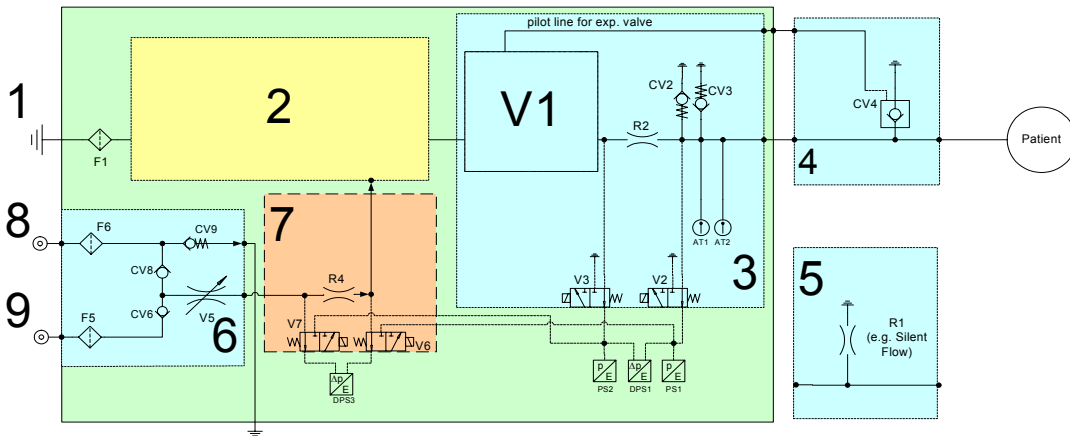 pilot line for exp. valve
1
2
V1
CV2
CV3
CV4
R2
F1
Patient
4
8
F6
CV9
7
AT1
AT2
3
CV8
R4
V3
V2
5
9
F5
CV6
V5
6
V7
V6
R1
(e.g. Silent
Flow)
Δp
E
DPS3
p
E
PS2
Δp
E
DPS1
p
E
PS1